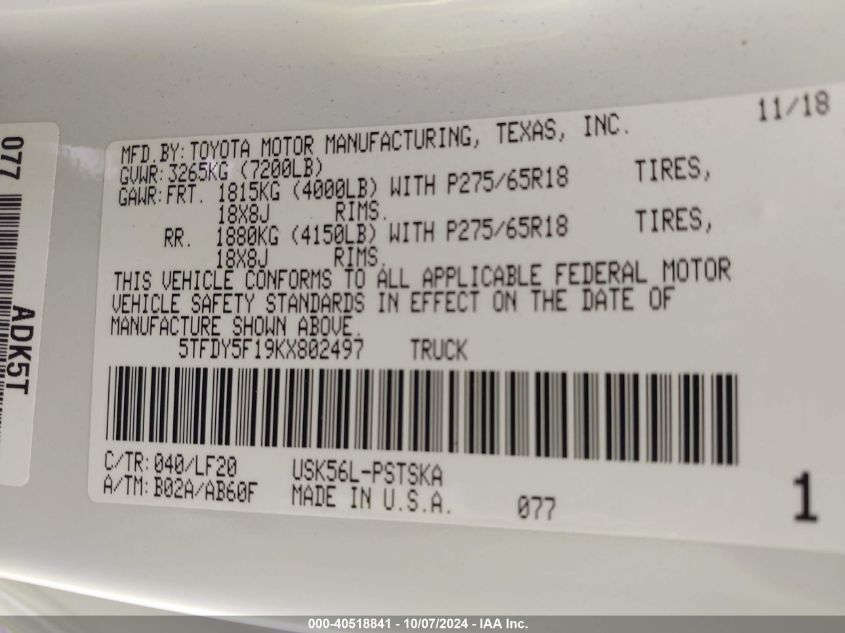 11/18
MFD.BY:TOYOTA MOTOR MANUFACTURING, TEXAS, INC.
GVWR:3265KG (7200LB)
GAWR:FRT. 1815KG (4000LB) WITH P275/65R18 TIRES,
18X8J RIMS.
RR. 1880KG (4150LB) WITH P275/65R18 TIRES,
18X8J RIMS.
THIS VEHICLE CONFORMS TO ALL APPLICABLE FEDERAL MOTOR
VEHICLE SAFETY STANDARDS IN EFFECT ON THE DATE OF
MANUFACTURE SHOWN ABOVE.
5TFDY5F19KX802497 TRUCK
C/TR:040/LF20 USK56L-PSTSKA
A/TM:B02A/AB60F MADE IN U.S.A. 077
1
077
ADK5T
000-40518841 - 10/07/2024 - IAA Inc.